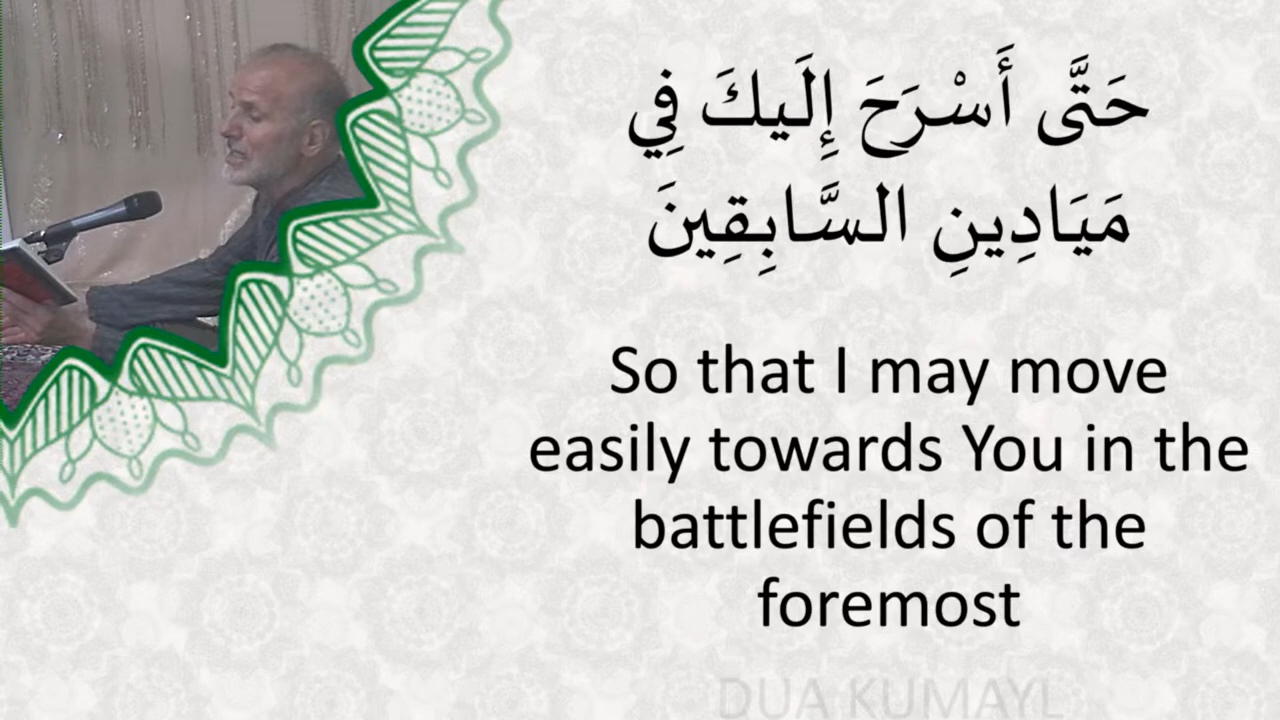 حَتَّى أَسْرَحَ إِلَيكَ فِي
مَيَادِينِ السَّابِقِينَ
So that I may move
easily towards You in the
battlefields of the
foremost
DUA KUMAYL